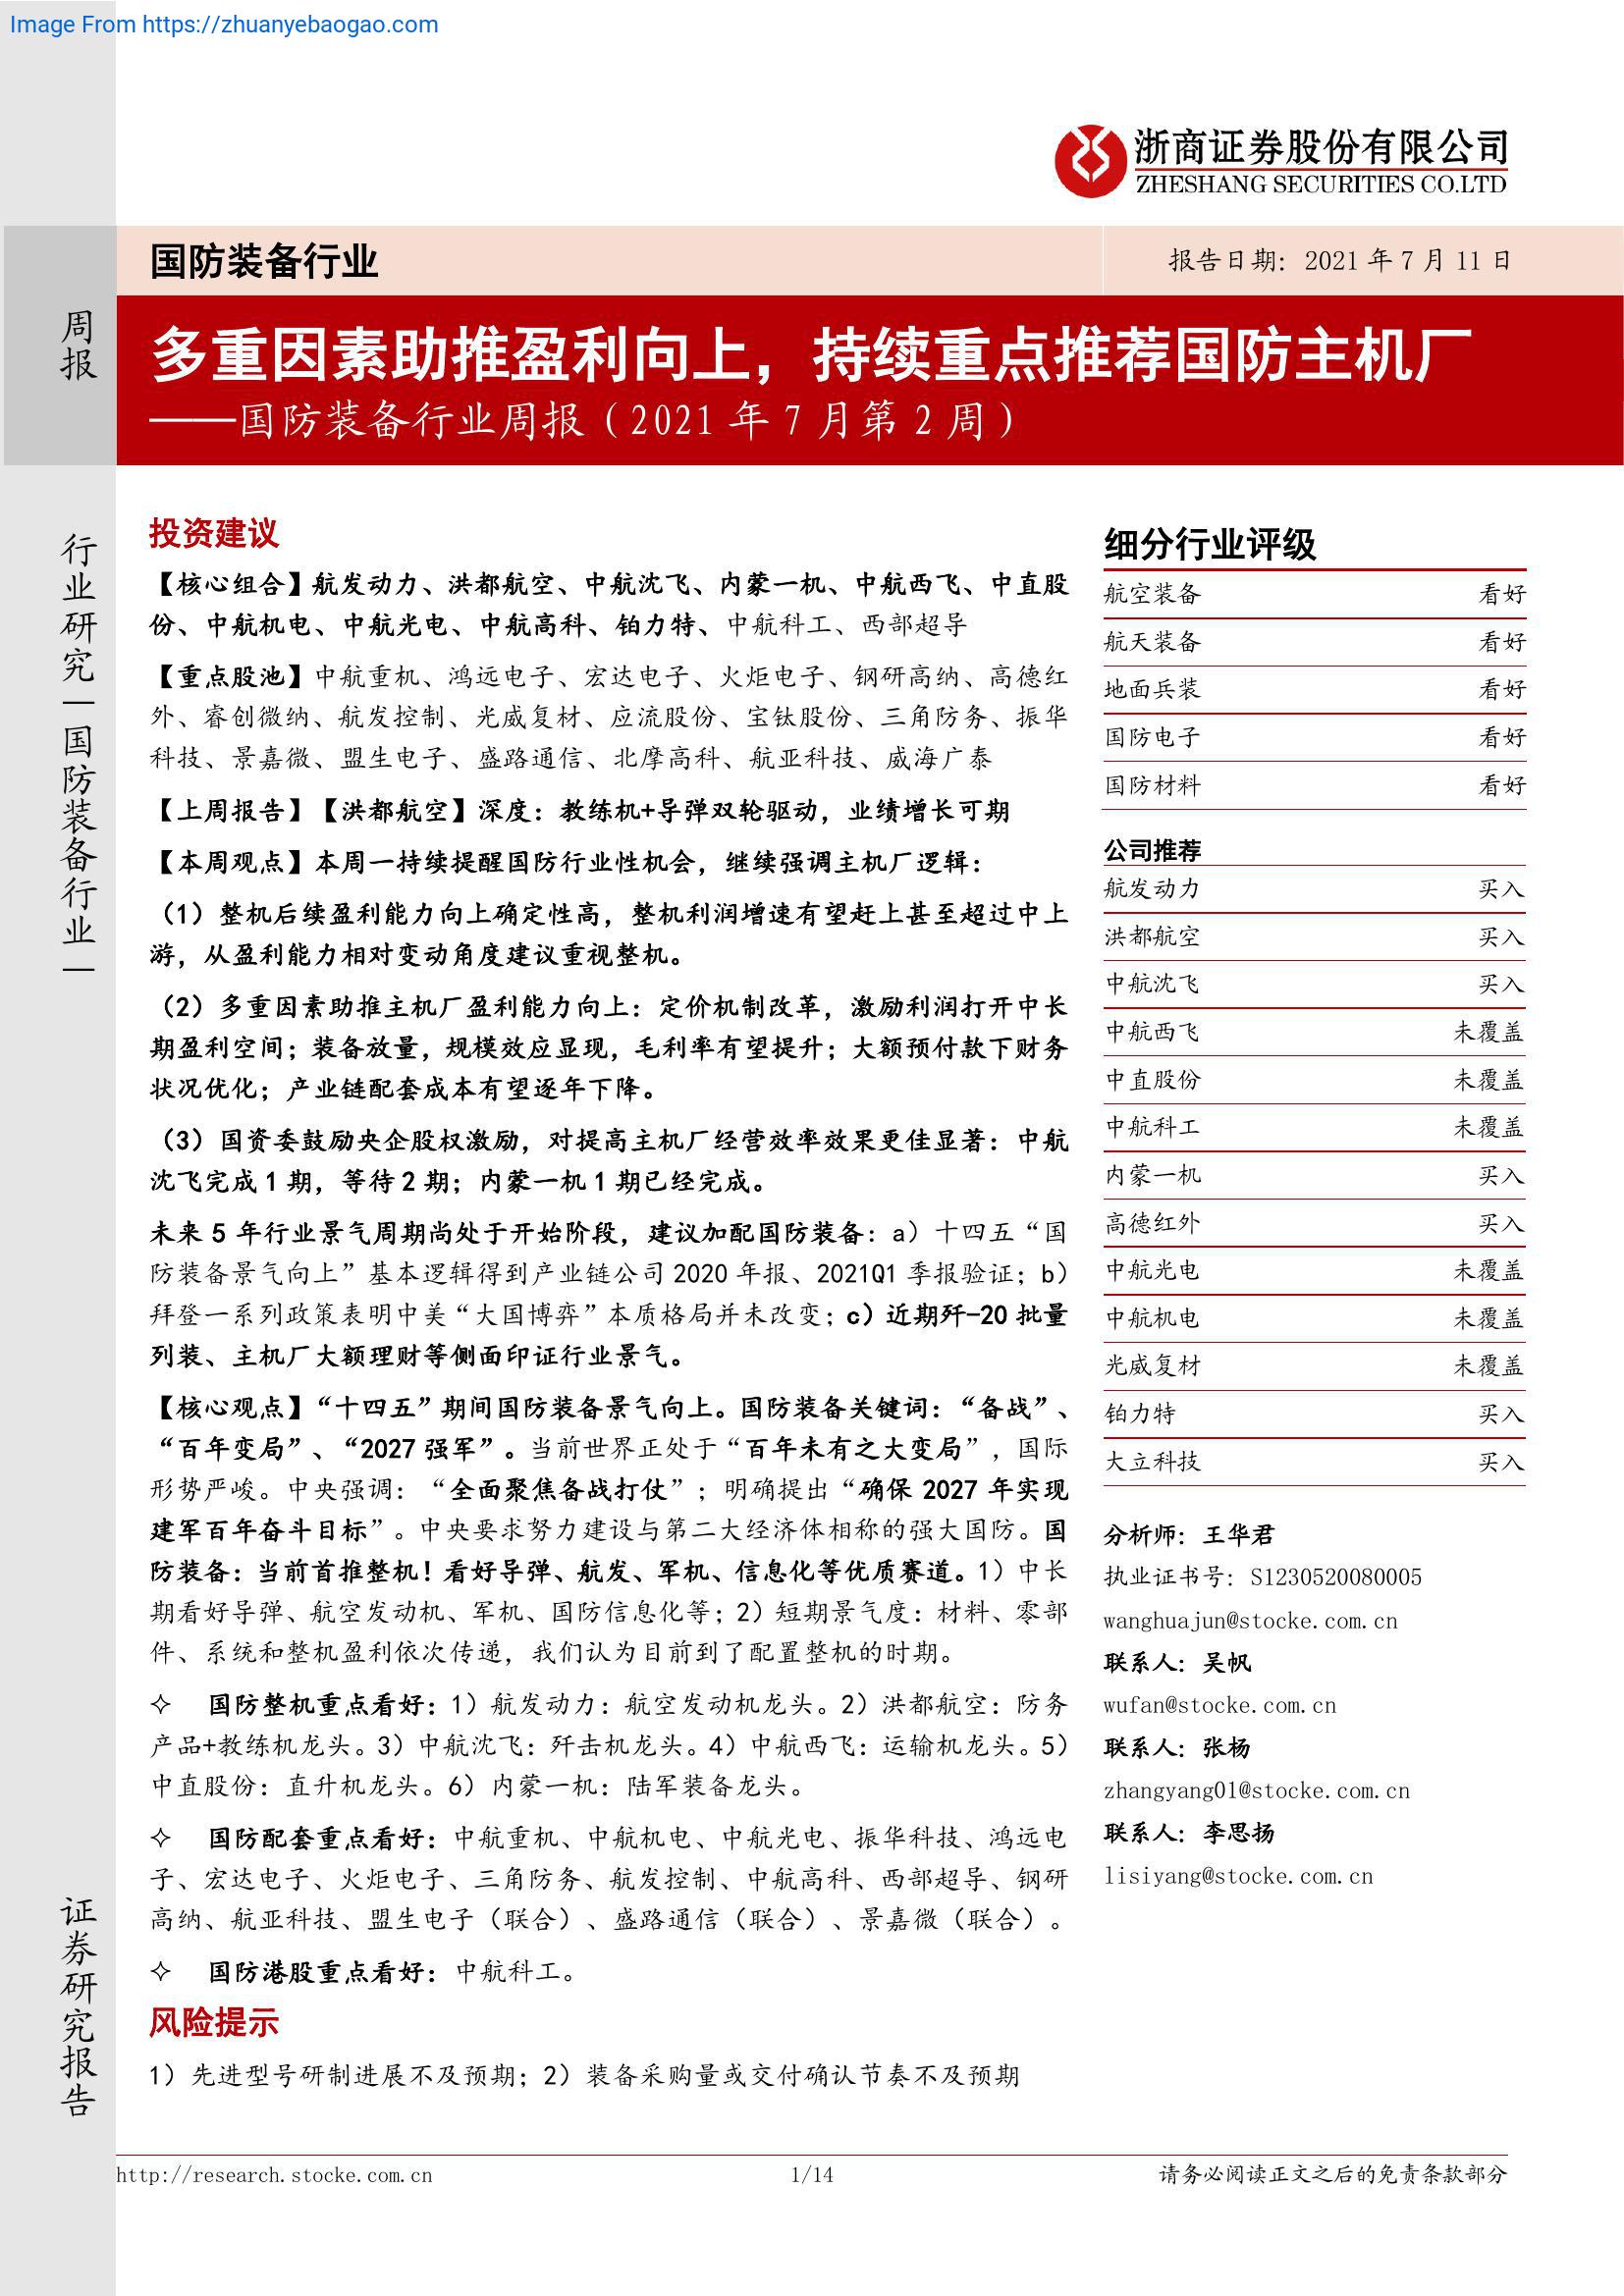 Image From https://zhuanyebaogao.com
浙商证券股份有限公司
ZHESHANG SECURITIES CO.LTD
国防装备行业
报告日期：2021 年 7 月 11 日
周报
多重因素助推盈利向上，持续重点推荐国防主机厂
——国防装备行业周报（2021 年 7 月第 2 周）
行业研究｜国防装备行业｜
证券研究报告
投资建议
【核心组合】航发动力、洪都航空、中航沈飞、内蒙一机、中航西飞、中直股
份、中航机电、中航光电、中航高科、铂力特、中航科工、西部超导
【重点股池】中航重机、鸿远电子、宏达电子、火炬电子、钢研高纳、高德红
外、睿创微纳、航发控制、光威复材、应流股份、宝钛股份、三角防务、振华
科技、景嘉微、盟生电子、盛路通信、北摩高科、航亚科技、威海广泰
【上周报告】【洪都航空】深度：教练机+导弹双轮驱动，业绩增长可期
【本周观点】本周一持续提醒国防行业性机会，继续强调主机厂逻辑：
（1）整机后续盈利能力向上确定性高，整机利润增速有望赶上甚至超过中上
游，从盈利能力相对变动角度建议重视整机。
（2）多重因素助推主机厂盈利能力向上：定价机制改革，激励利润打开中长
期盈利空间；装备放量，规模效应显现，毛利率有望提升；大额预付款下财务
状况优化；产业链配套成本有望逐年下降。
（3）国资委鼓励央企股权激励，对提高主机厂经营效率效果更佳显著：中航
沈飞完成 1 期，等待 2 期；内蒙一机 1 期已经完成。
未来 5 年行业景气周期尚处于开始阶段，建议加配国防装备：a）十四五“国
防装备景气向上”基本逻辑得到产业链公司 2020 年报、2021Q1 季报验证；b）
拜登一系列政策表明中美“大国博弈”本质格局并未改变；c）近期歼-20 批量
列装、主机厂大额理财等侧面印证行业景气。
【核心观点】“十四五”期间国防装备景气向上。国防装备关键词：“备战”、
“百年变局”、“2027 强军”。当前世界正处于“百年未有之大变局”，国际
形势严峻。中央强调：“全面聚焦备战打仗”；明确提出“确保 2027 年实现
建军百年奋斗目标”。中央要求努力建设与第二大经济体相称的强大国防。国
防装备：当前首推整机！看好导弹、航发、军机、信息化等优质赛道。1）中长
期看好导弹、航空发动机、军机、国防信息化等；2）短期景气度：材料、零部
件、系统和整机盈利依次传递，我们认为目前到了配置整机的时期。
✧ 国防整机重点看好：1）航发动力：航空发动机龙头。2）洪都航空：防务
产品+教练机龙头。3）中航沈飞：歼击机龙头。4）中航西飞：运输机龙头。5）
中直股份：直升机龙头。6）内蒙一机：陆军装备龙头。
✧ 国防配套重点看好：中航重机、中航机电、中航光电、振华科技、鸿远电
子、宏达电子、火炬电子、三角防务、航发控制、中航高科、西部超导、钢研
高纳、航亚科技、盟生电子（联合）、盛路通信（联合）、景嘉微（联合）。
✧ 国防港股重点看好：中航科工。
风险提示
1）先进型号研制进展不及预期；2）装备采购量或交付确认节奏不及预期
细分行业评级
航空装备 看好
航天装备 看好
地面兵装 看好
国防电子 看好
国防材料 看好
公司推荐
航发动力 买入
洪都航空 买入
中航沈飞 买入
中航西飞 未覆盖
中直股份 未覆盖
中航科工 未覆盖
内蒙一机 买入
高德红外 买入
中航光电 未覆盖
中航机电 未覆盖
光威复材 未覆盖
铂力特 买入
大立科技 买入
分析师：王华君
执业证书号：S1230520080005
wanghuajun@stocke.com.cn
联系人：吴帆
wufan@stocke.com.cn
联系人：张杨
zhangyang01@stocke.com.cn
联系人：李思扬
lisiyang@stocke.com.cn
http://research.stocke.com.cn
1/14
请务必阅读正文之后的免责条款部分